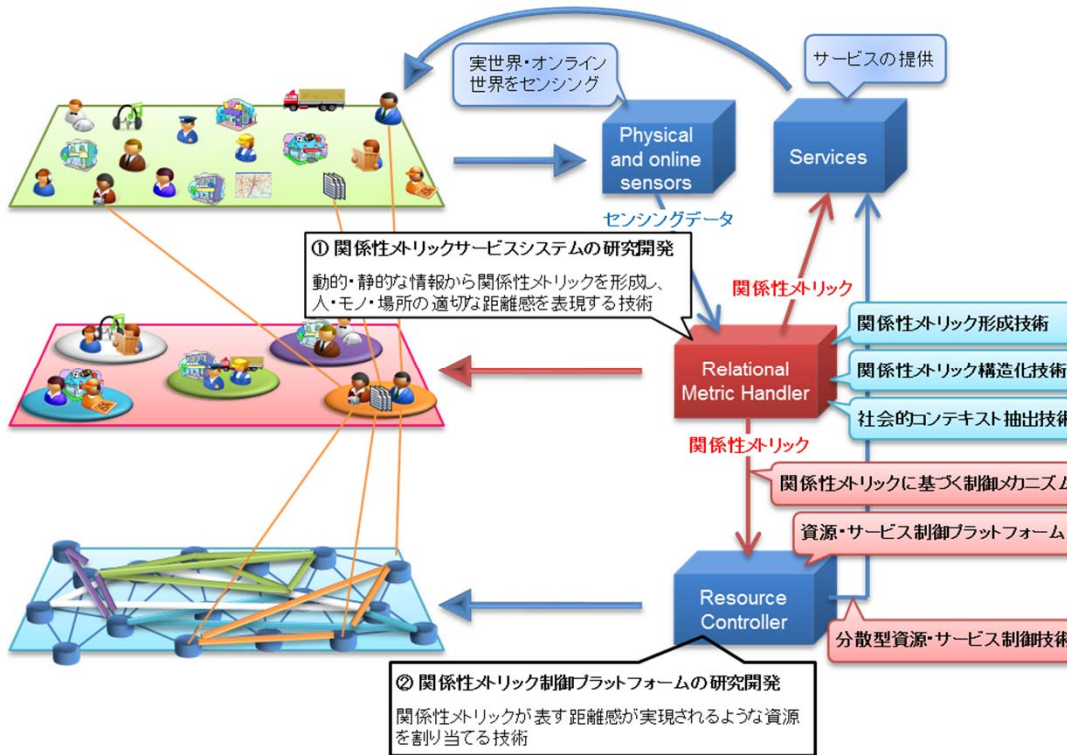 実世界・オンライン
世界をセンシング
サービスの提供
Physical
and online
sensors
Services
センシングデータ
① 関係性メトリックサービスシステムの研究開発
動的・静的な情報から関係性メトリックを形成し、
人・モノ・場所の適切な距離感を表現する技術
関係性メトリック
関係性メトリック形成技術
Relational
Metric Handler
関係性メトリック構造化技術
社会的コンテキスト抽出技術
関係性メトリック
関係性メトリックに基づく制御メカニズム
資源・サービス制御プラットフォーム
Resource
Controller
分散型資源・サービス制御技術
② 関係性メトリック制御プラットフォームの研究開発
関係性メトリックが表す距離感が実現されるような資源
を割り当てる技術